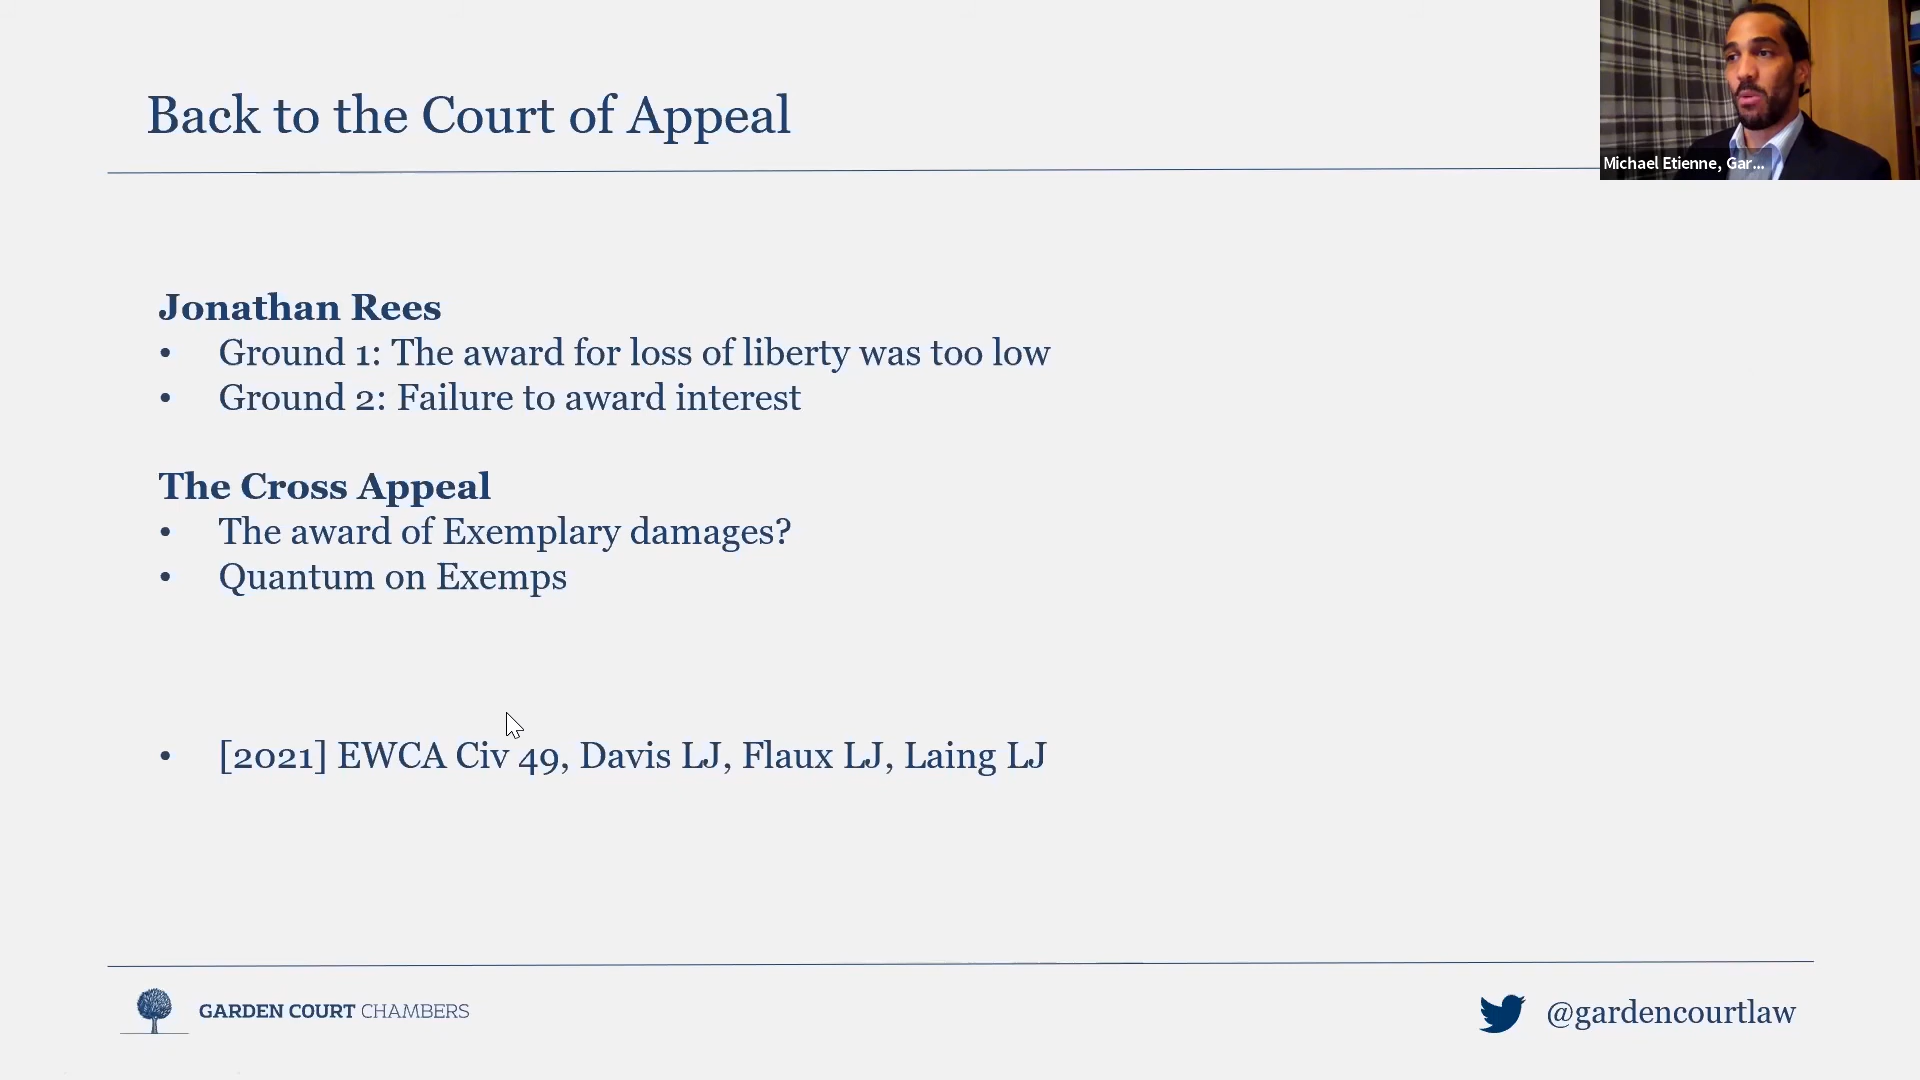 Back to the Court of Appeal
Michael Etienne, Gar...
Jonathan Rees
• Ground 1: The award for loss of liberty was too low
• Ground 2: Failure to award interest
The Cross Appeal
• The award of Exemplary damages?
• Quantum on Exemps
• [2021] EWCA Civ 49, Davis LJ, Flaux LJ, Laing LJ
GARDEN COURT CHAMBERS
@gardencourtlaw